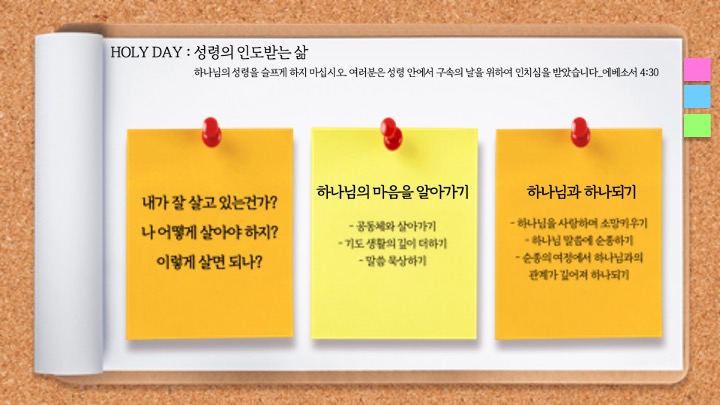 HOLY DAY : 성령의 인도받는 삶
하나님의 성령을 슬프게 하지 마십시오. 여러분은 성령 안에서 구속의 날을 위하여 인치심을 받았습니다_에베소서 4:30
내가 잘 살고 있는건가?
나 어떻게 살아야 하지?
이렇게 살면 되나?
하나님의 마음을 알아가기
- 공동체와 살아가기
- 기도 생활의 깊이 더하기
- 말씀 묵상하기
하나님과 하나되기
- 하나님을 사랑하며 소망키우기
- 하나님 말씀에 순종하기
- 순종의 여정에서 하나님과의
관계가 깊어져 하나되기